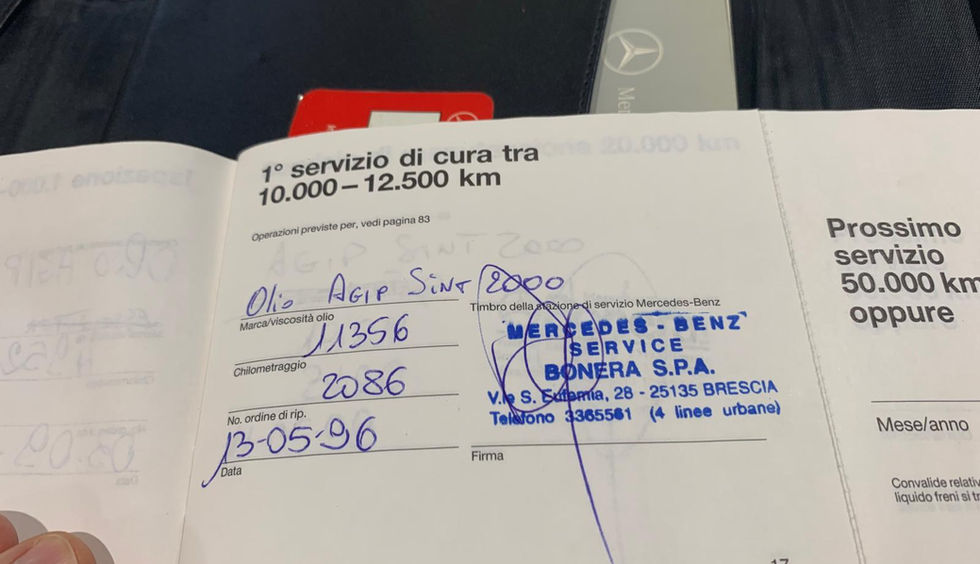 1° servizio di cura tra
10.000 – 12.500 km
Operazioni previste per, vedi pagina 83
Olio AGIP SINT 2000
Marca/viscosità olio
11356
Chilometraggio
2086
No. ordine di rip.
13-05-96
Data
Timbro della stazione di servizio Mercedes-Benz
MERCEDES - BENZ
SERVICE
BONERA S.P.A.
V.le S. Eufemia, 28 - 25135 BRESCIA
Telefono 3365561 (4 linee urbane)
Firma
17
Prossimo
servizio
50.000 km
oppure
Mese/anno
Convalide
liquido freni si